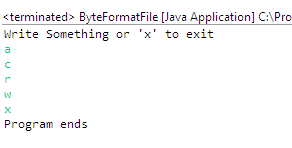 <terminated> ByteFormatFile [Java Application] C:\Pro
Write Something or 'x' to exit
a
c
r
w
x
Program ends